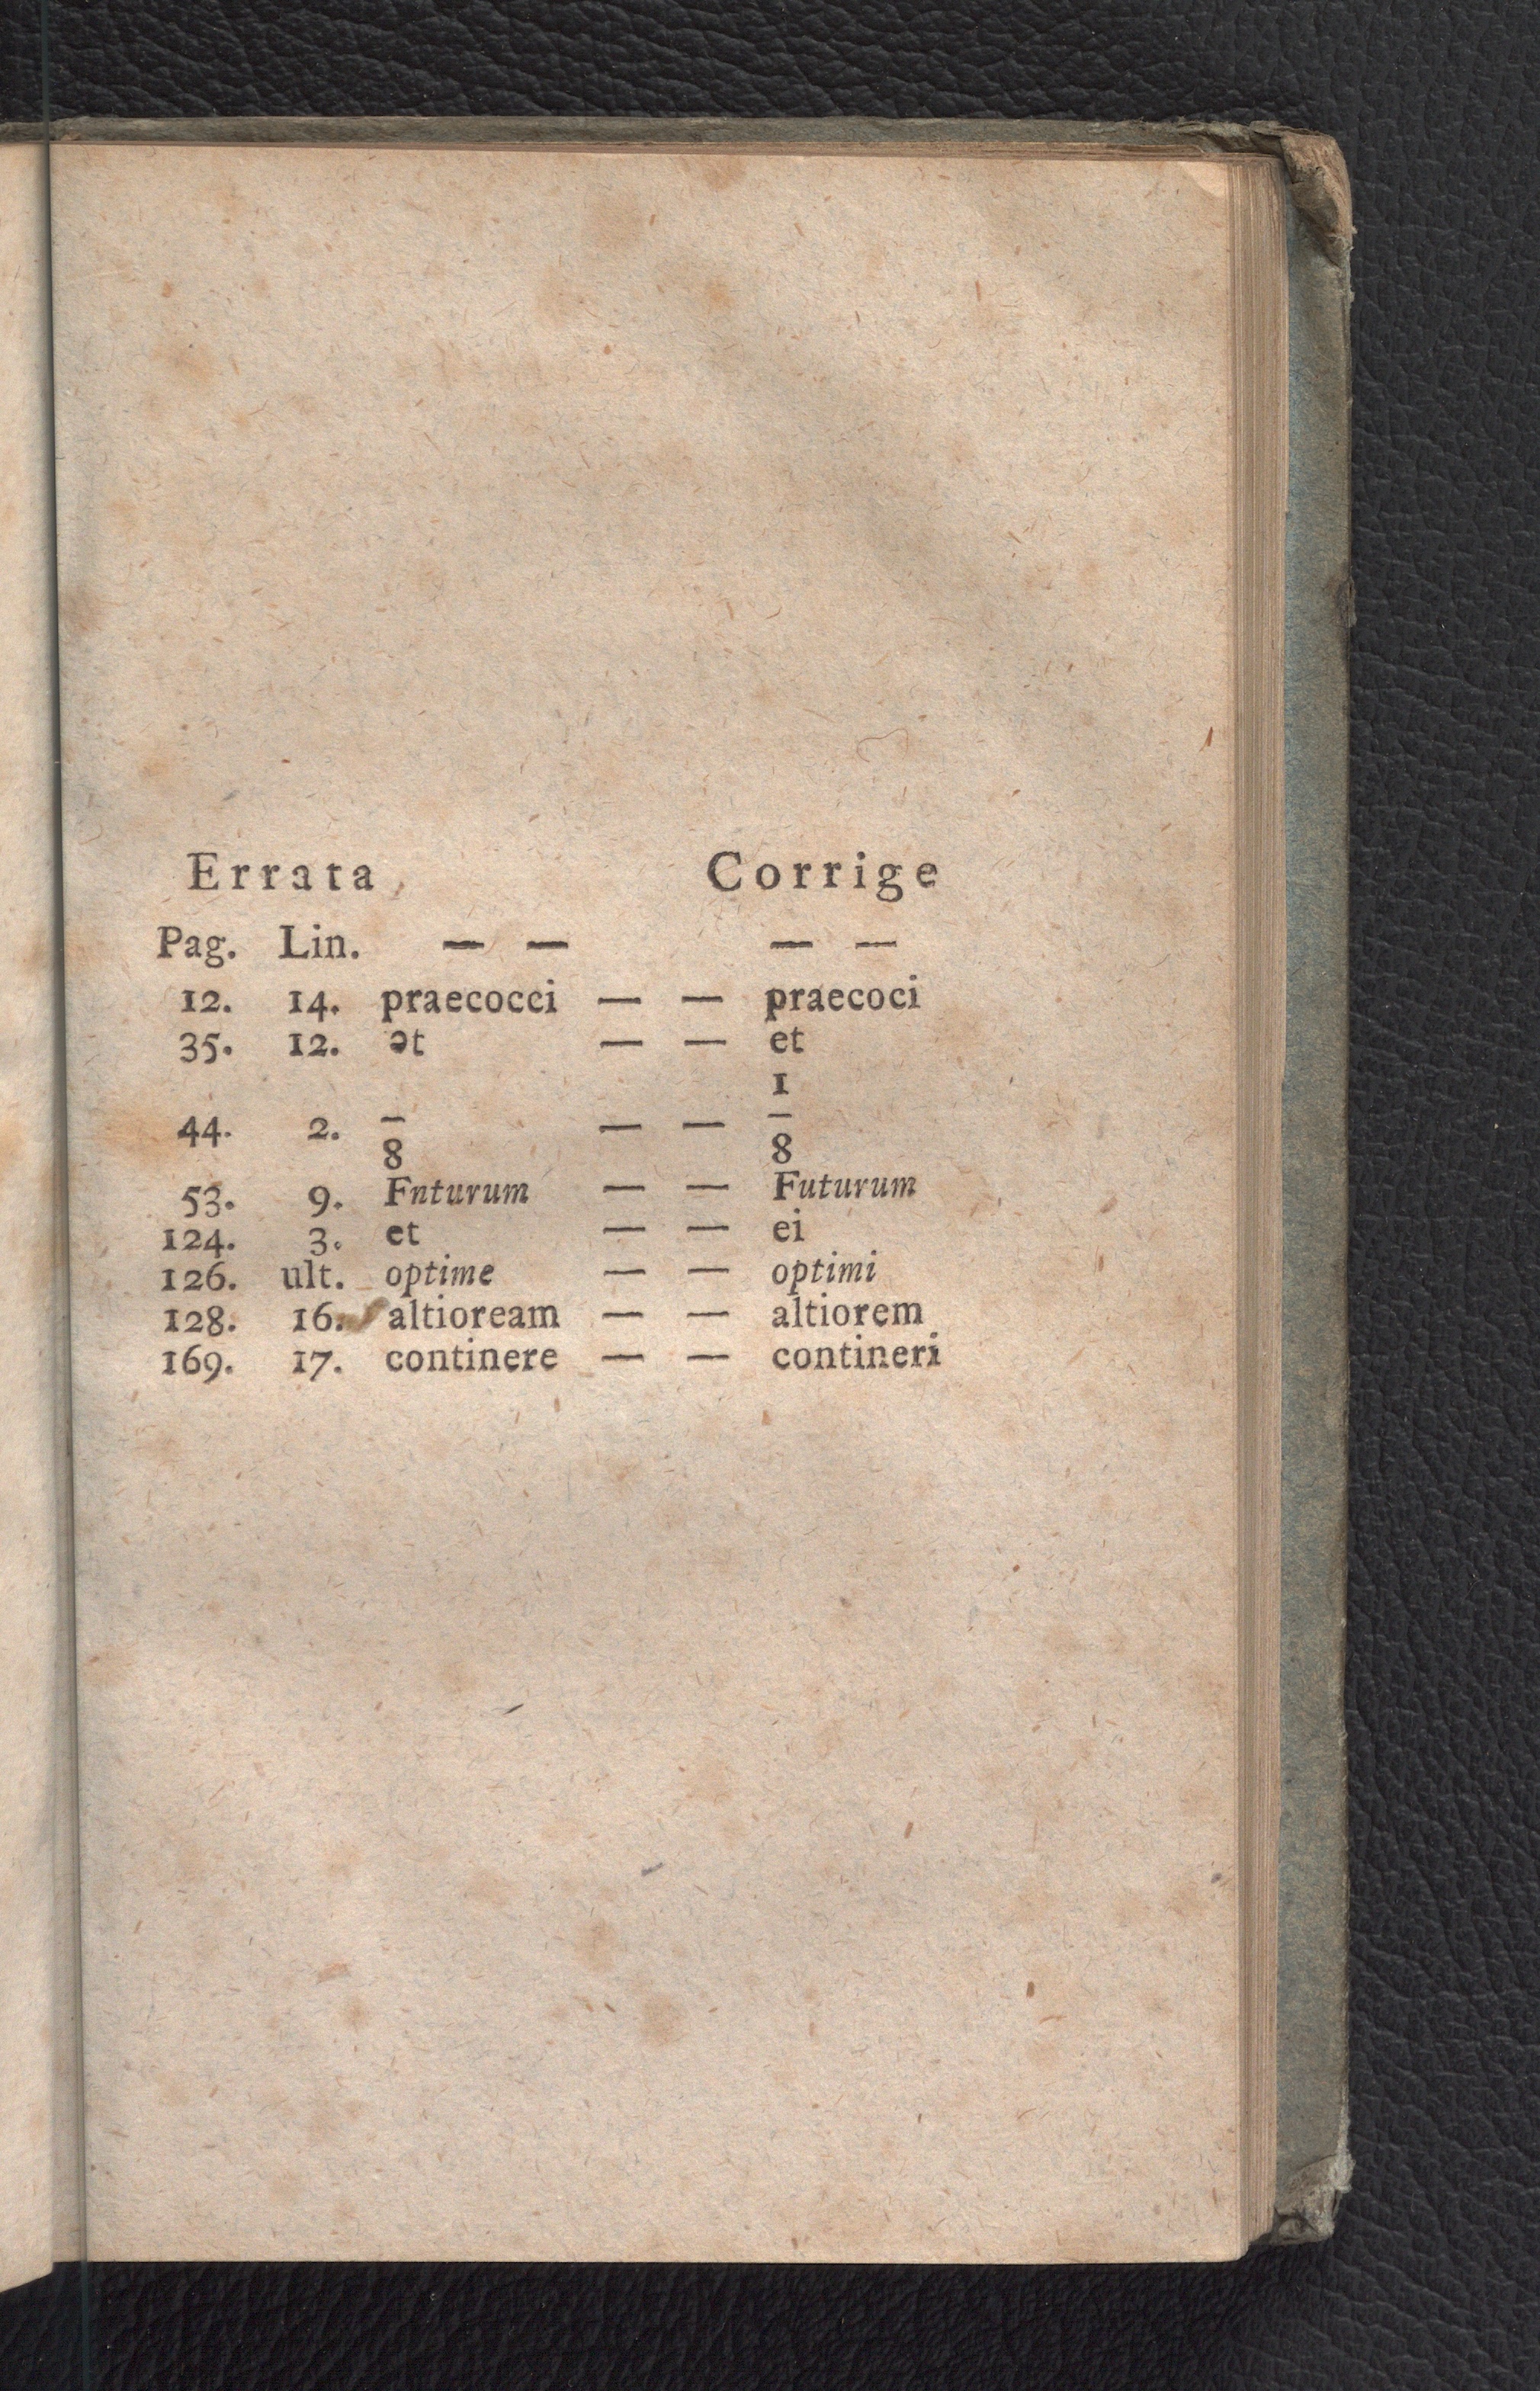 Errata Corrige
Pag. Lin. — — — —
12. 14. praecocci — — praecoci
35. 12. ǝt — — et
1
44. 2. — — — —
8 8
53. 9. Fnturum — — Futurum
124. 3. et — — ei
126. ult. optime — — optimi
128. 16. altioream — — altiorem
169. 17. continere — — contineri